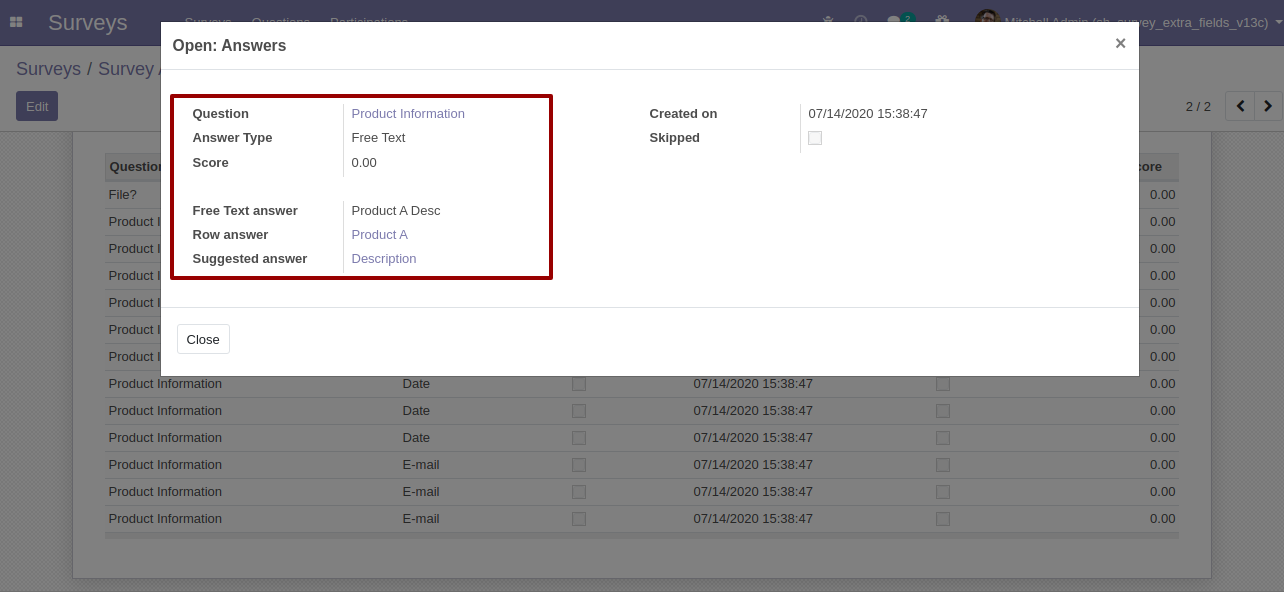 Surveys
Surveys Questions Participations 2 Mitchell Admin
Open: Answers ×
Surveys / Survey
Edit
2 / 2
Question Product Information Created on 07/14/2020 15:38:47
Answer Type Free Text Skipped
Score 0.00
Free Text answer Product A Desc
Row answer Product A
Suggested answer Description
Close
File? 0.00
Product 0.00
Product 0.00
Product 0.00
Product 0.00
Product 0.00
Product 0.00
Product Information Date 07/14/2020 15:38:47 0.00
Product Information Date 07/14/2020 15:38:47 0.00
Product Information Date 07/14/2020 15:38:47 0.00
Product Information E-mail 07/14/2020 15:38:47 0.00
Product Information E-mail 07/14/2020 15:38:47 0.00
Product Information E-mail 07/14/2020 15:38:47 0.00